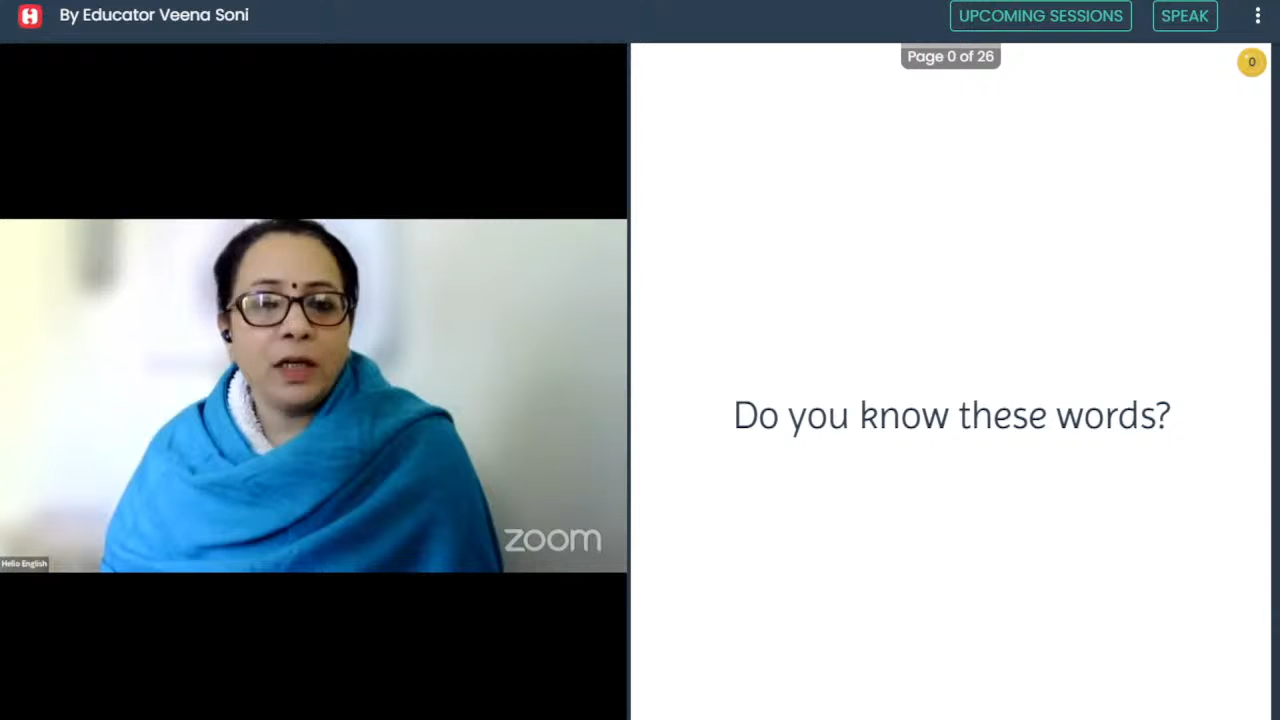 By Educator Veena Soni
UPCOMING SESSIONS
SPEAK
Page 0 of 26
0
Do you know these words?
zoom
Hello English